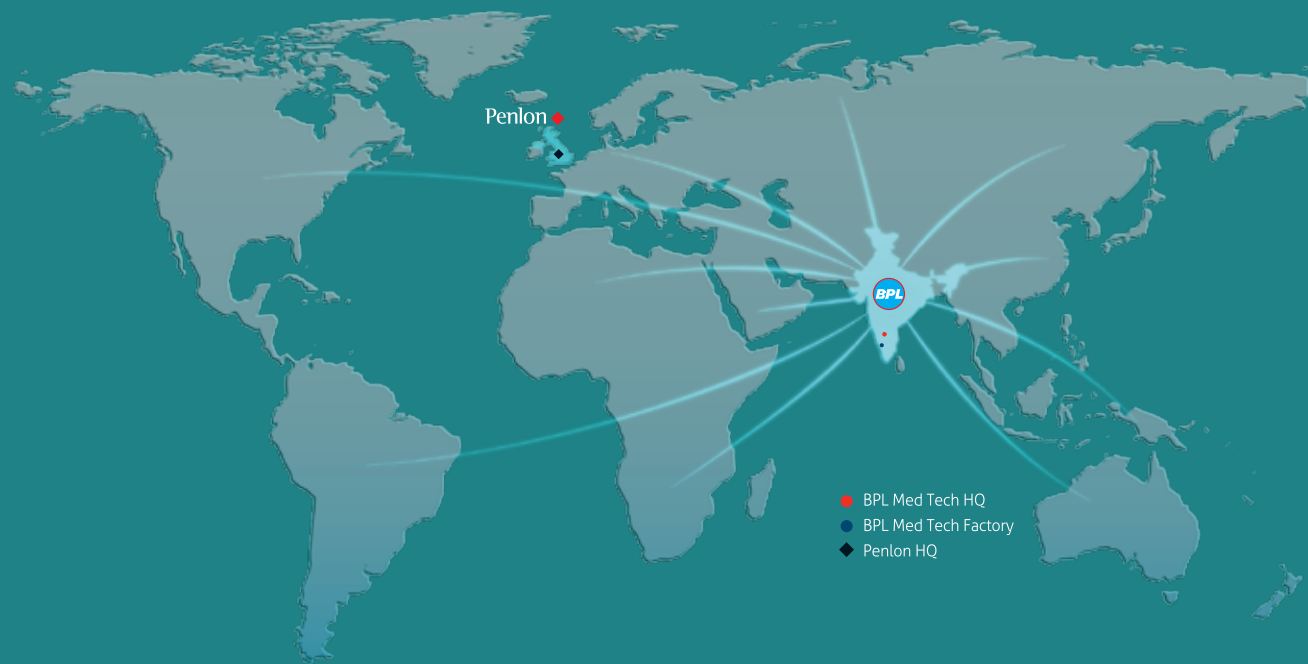 Penlon
BPL
BPL Med Tech HQ
BPL Med Tech Factory
Penlon HQ